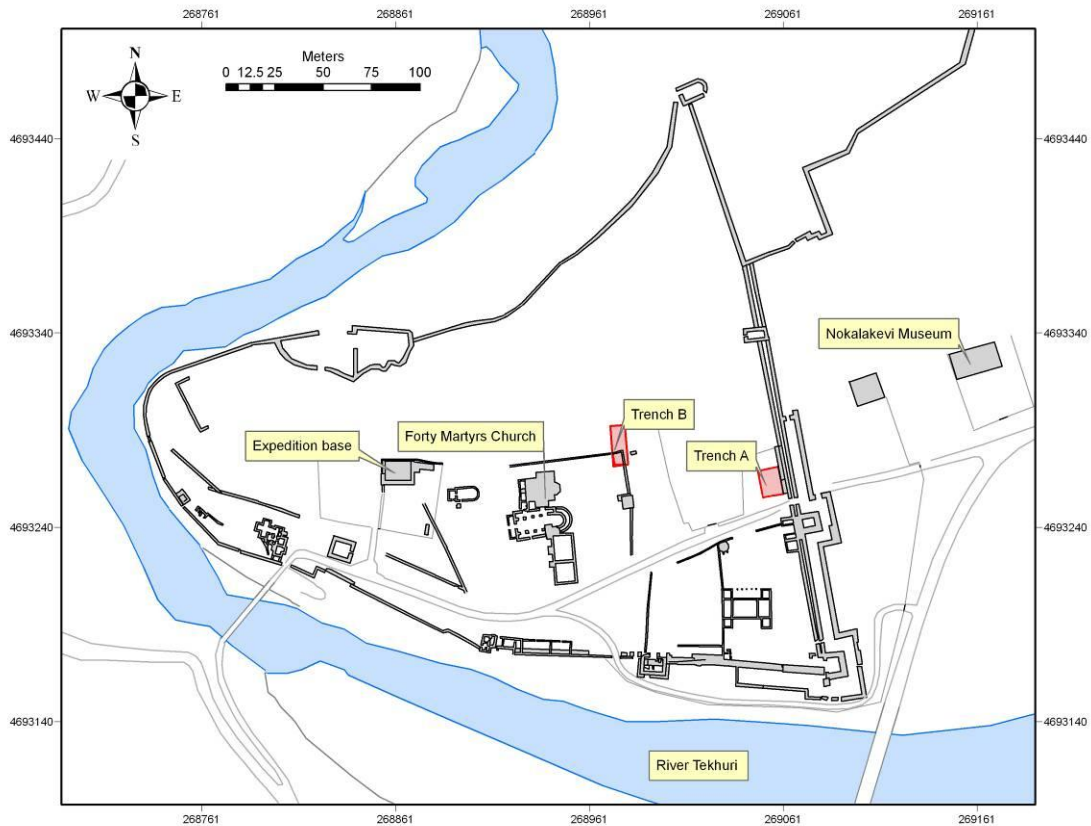 268761 268861 268961 269061 269161
N
W E
S
Meters
0 12.5 25 50 75 100
4693440 4693440
4693340 4693340
Nokalakevi Museum
Trench B
Forty Martyrs Church
Expedition base
Trench A
4693240 4693240
4693140 4693140
River Tekhuri
268761 268861 268961 269061 269161